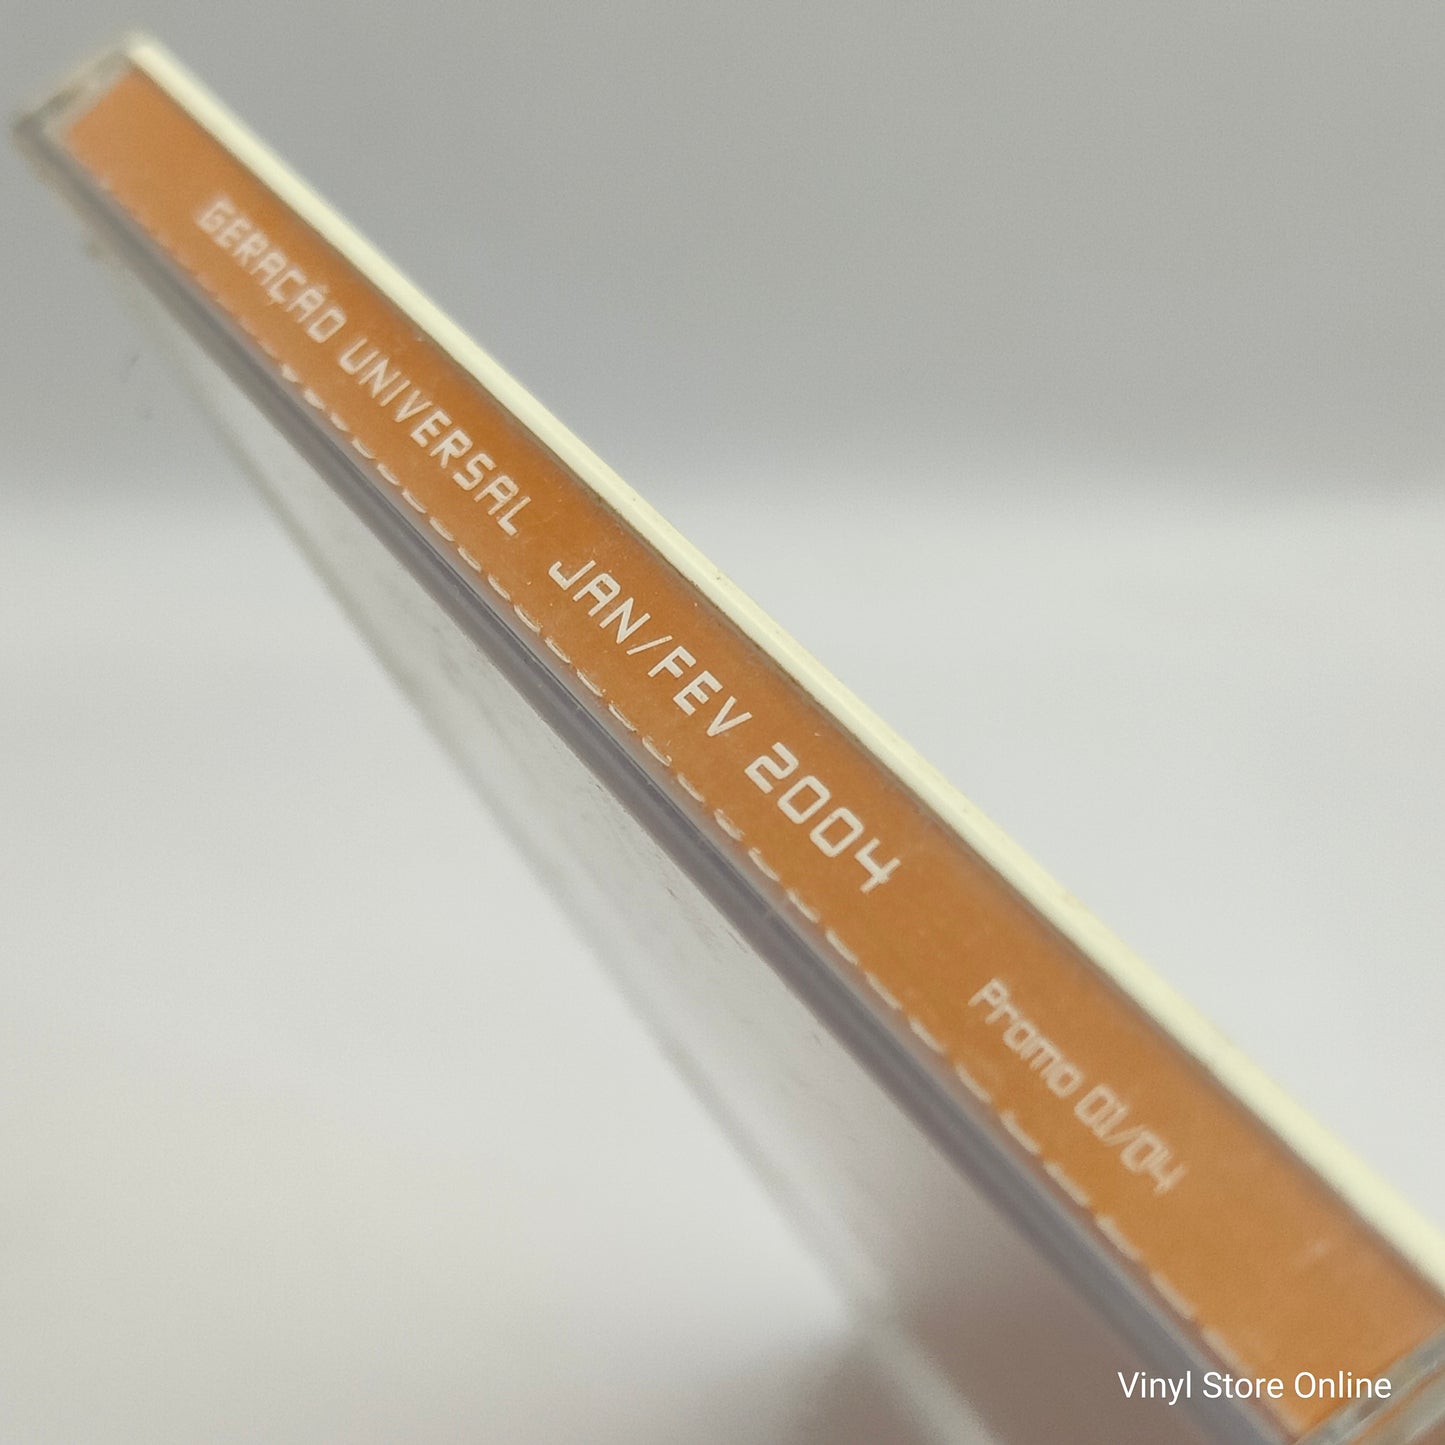 GERAÇÃO UNIVERSAL JAN/FEV 2004 Promo 01/04
Vinyl Store Online